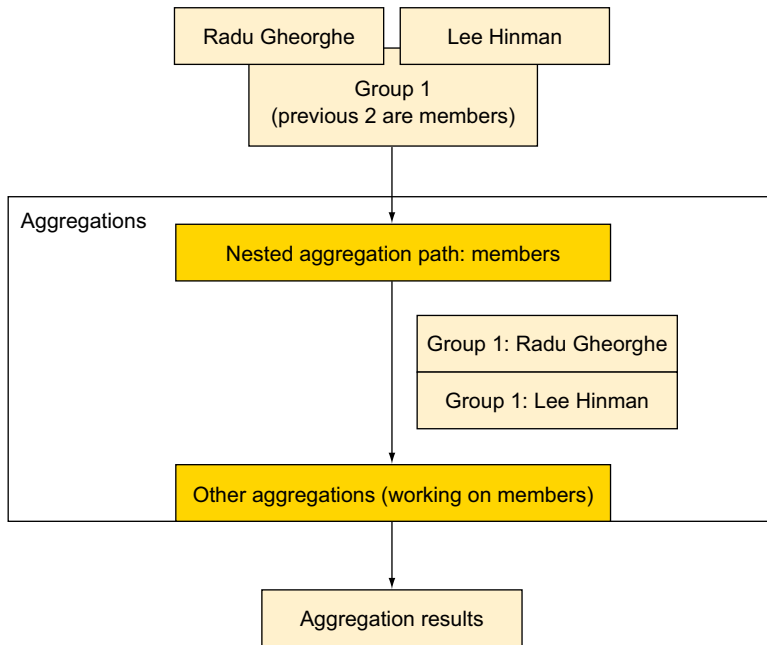 Radu Gheorghe
Lee Hinman
Group 1
(previous 2 are members)
Aggregations
Nested aggregation path: members
Group 1: Radu Gheorghe
Group 1: Lee Hinman
Other aggregations (working on members)
Aggregation results